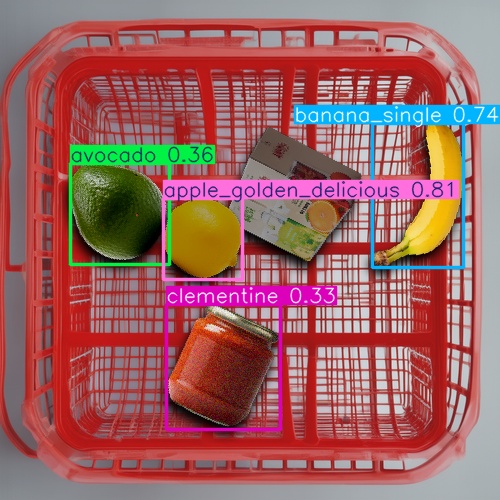 banana_single 0.74
avocado 0.36
apple_golden_delicious 0.81
clementine 0.33